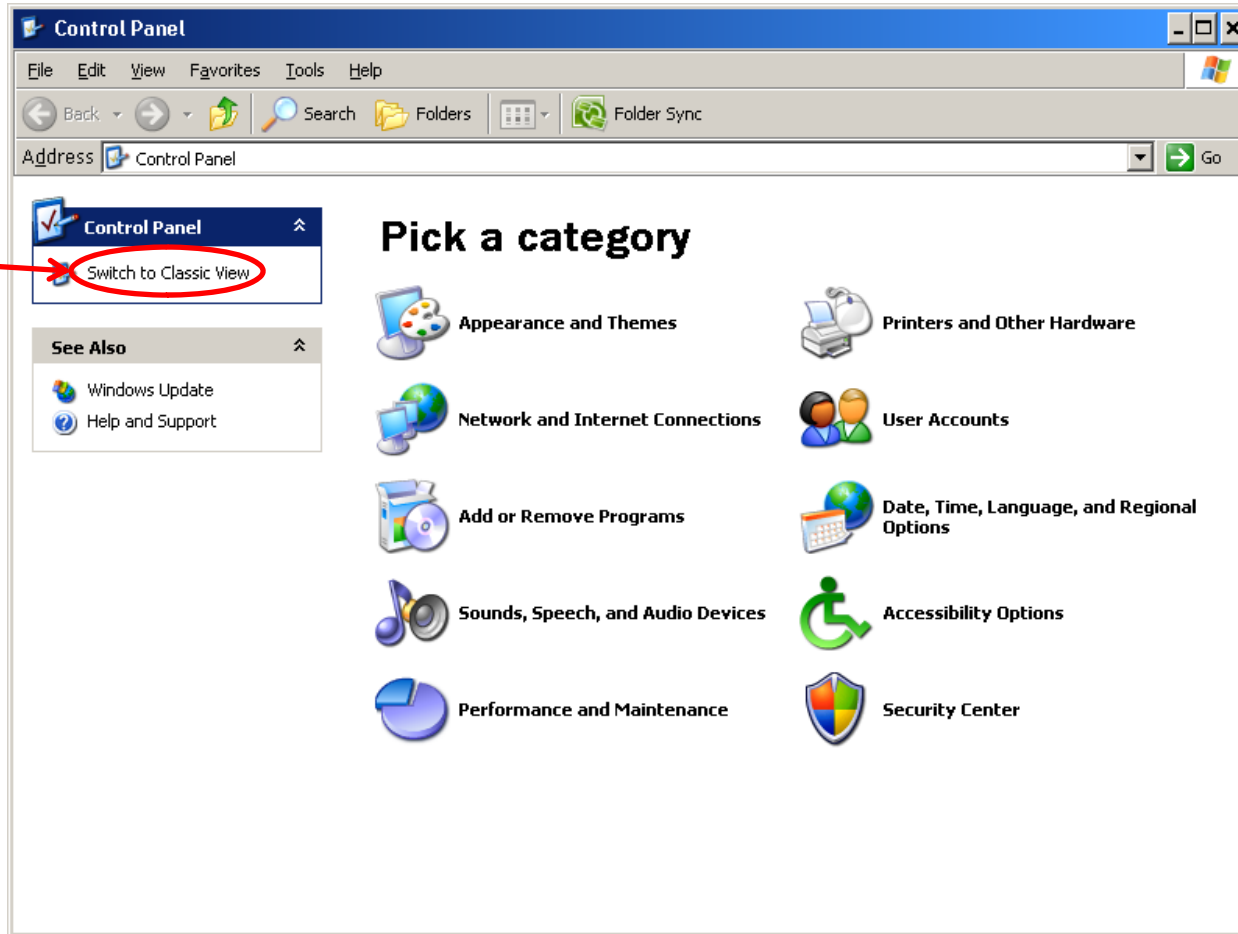 Control Panel
File Edit View Favorites Tools Help
Back Search Folders Folder Sync
Address Control Panel Go
Control Panel
Switch to Classic View
See Also
Windows Update
Help and Support
Pick a category
Appearance and Themes
Printers and Other Hardware
Network and Internet Connections
User Accounts
Add or Remove Programs
Date, Time, Language, and Regional
Options
Sounds, Speech, and Audio Devices
Accessibility Options
Performance and Maintenance
Security Center